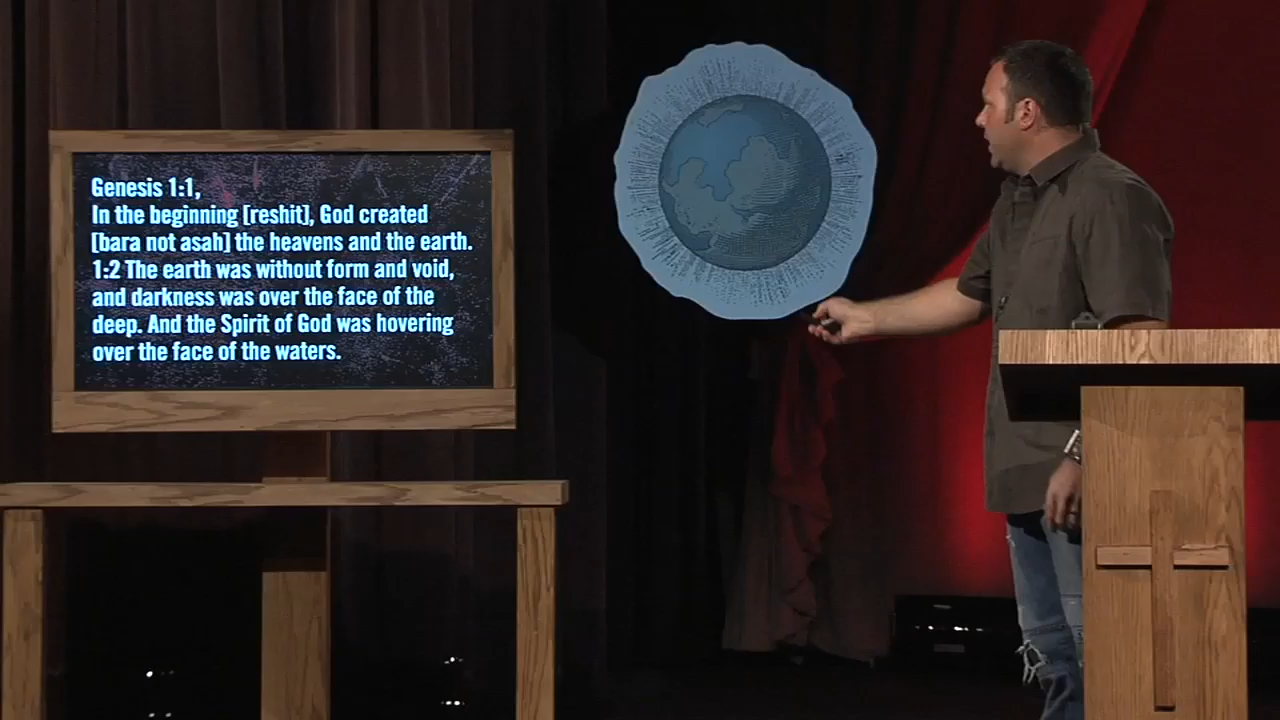 Genesis 1:1,
In the beginning [reshit], God created
[bara not asah] the heavens and the earth.
1:2 The earth was without form and void,
and darkness was over the face of the
deep. And the Spirit of God was hovering
over the face of the waters.